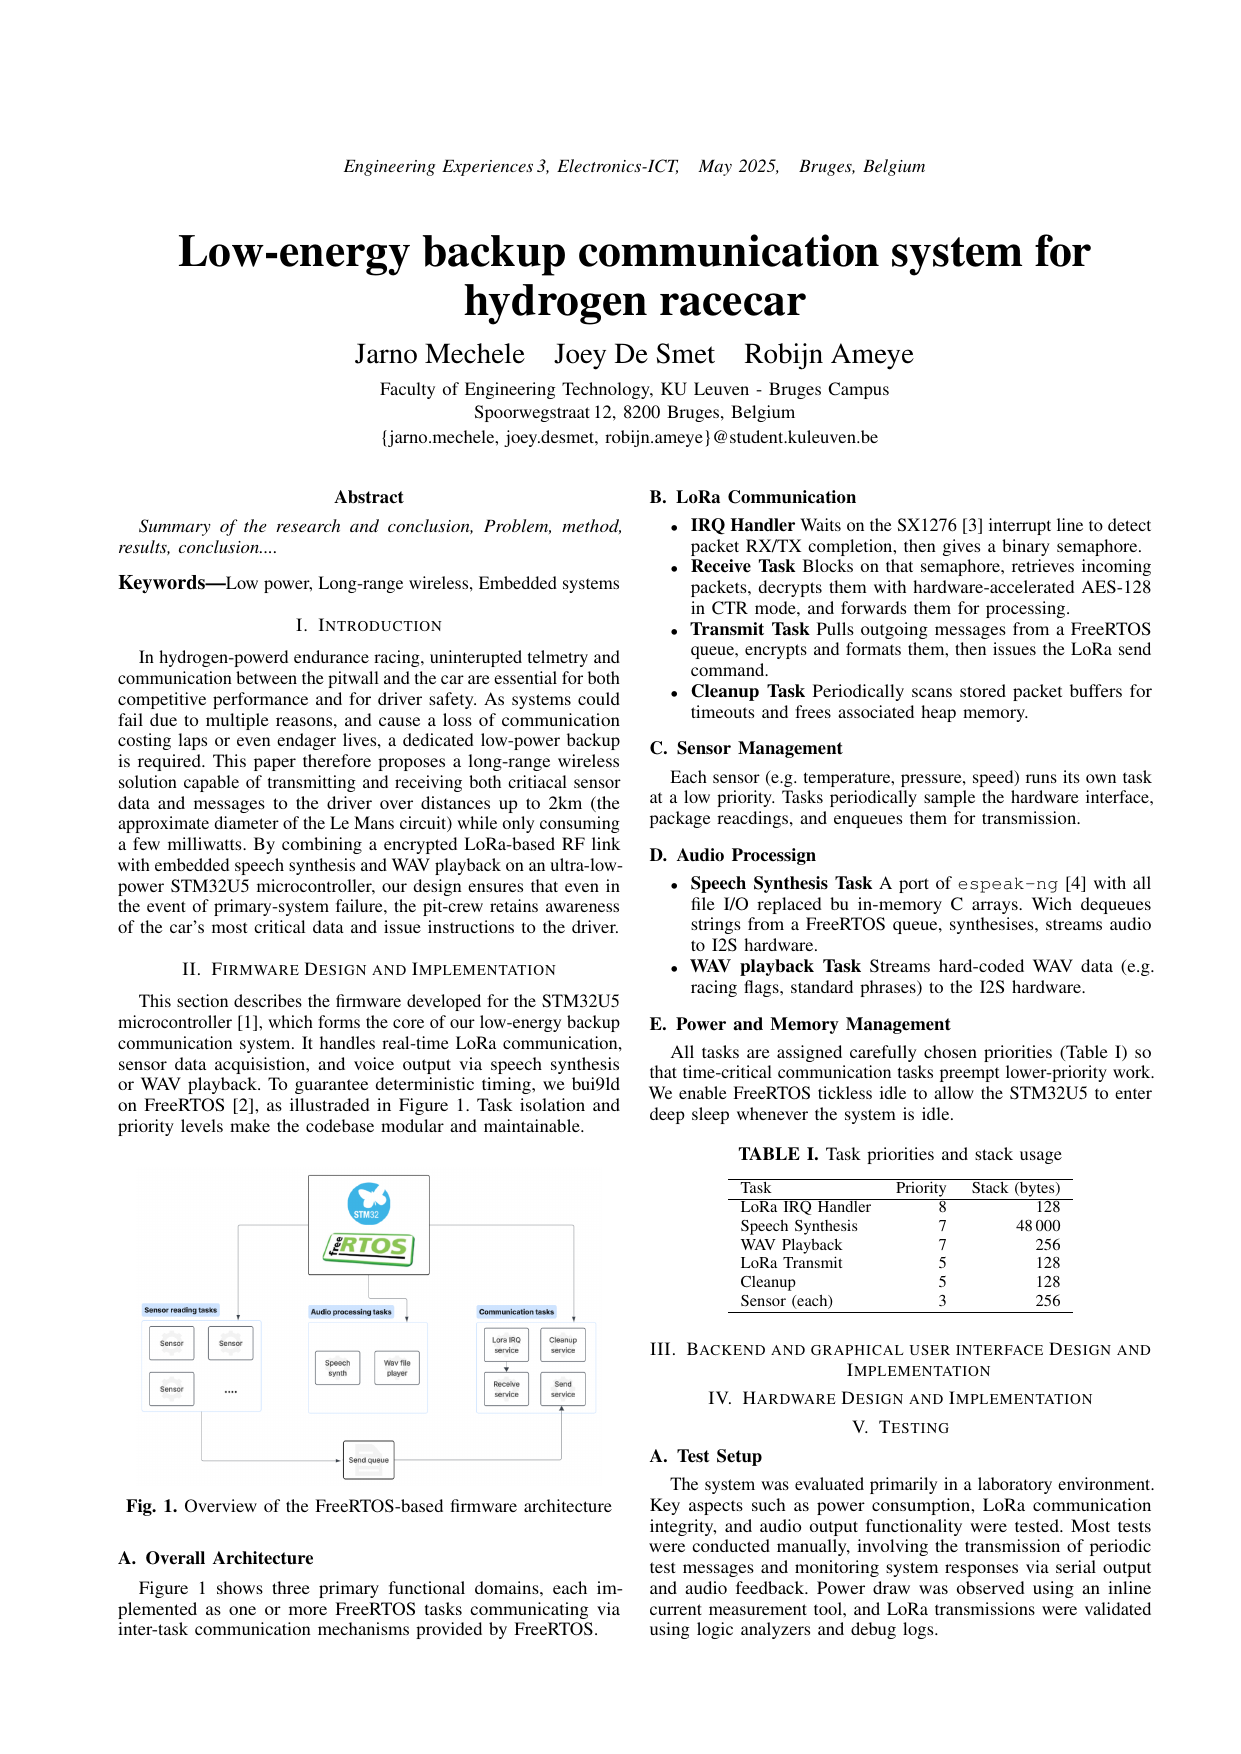 Engineering Experiences 3, Electronics-ICT, May 2025, Bruges, Belgium
Low-energy backup communication system for
hydrogen racecar
Jarno Mechele Joey De Smet Robijn Ameye
Faculty of Engineering Technology, KU Leuven - Bruges Campus
Spoorwegstraat 12, 8200 Bruges, Belgium
{jarno.mechele, joey.desmet, robijn.ameye}@student.kuleuven.be
Abstract
Summary of the research and conclusion, Problem, method,
results, conclusion....
Keywords—Low power, Long-range wireless, Embedded systems
I. INTRODUCTION
In hydrogen-powerd endurance racing, uninterupted telmetry and
communication between the pitwall and the car are essential for both
competitive performance and for driver safety. As systems could
fail due to multiple reasons, and cause a loss of communication
costing laps or even endager lives, a dedicated low-power backup
is required. This paper therefore proposes a long-range wireless
solution capable of transmitting and receiving both critiacal sensor
data and messages to the driver over distances up to 2km (the
approximate diameter of the Le Mans circuit) while only consuming
a few milliwatts. By combining a encrypted LoRa-based RF link
with embedded speech synthesis and WAV playback on an ultra-low-
power STM32U5 microcontroller, our design ensures that even in
the event of primary-system failure, the pit-crew retains awareness
of the car's most critical data and issue instructions to the driver.
II. FIRMWARE DESIGN AND IMPLEMENTATION
This section describes the firmware developed for the STM32U5
microcontroller [1], which forms the core of our low-energy backup
communication system. It handles real-time LoRa communication,
sensor data acquisistion, and voice output via speech synthesis
or WAV playback. To guarantee deterministic timing, we bui9ld
on FreeRTOS [2], as illustraded in Figure 1. Task isolation and
priority levels make the codebase modular and maintainable.
STM32
free RTOS
Sensor reading tasks
Sensor
Sensor
Sensor
....
Audio processing tasks
Speech
synth
Wav file
player
Communication tasks
Lora IRQ
service
Cleanup
service
Receive
service
Send
service
Send queue
Fig. 1. Overview of the FreeRTOS-based firmware architecture
A. Overall Architecture
Figure 1 shows three primary functional domains, each im-
plemented as one or more FreeRTOS tasks communicating via
inter-task communication mechanisms provided by FreeRTOS.
B. LoRa Communication
• IRQ Handler Waits on the SX1276 [3] interrupt line to detect
packet RX/TX completion, then gives a binary semaphore.
• Receive Task Blocks on that semaphore, retrieves incoming
packets, decrypts them with hardware-accelerated AES-128
in CTR mode, and forwards them for processing.
• Transmit Task Pulls outgoing messages from a FreeRTOS
queue, encrypts and formats them, then issues the LoRa send
command.
• Cleanup Task Periodically scans stored packet buffers for
timeouts and frees associated heap memory.
C. Sensor Management
Each sensor (e.g. temperature, pressure, speed) runs its own task
at a low priority. Tasks periodically sample the hardware interface,
package reacdings, and enqueues them for transmission.
D. Audio Processign
• Speech Synthesis Task A port of espeak-ng [4] with all
file I/O replaced bu in-memory C arrays. Wich dequeues
strings from a FreeRTOS queue, synthesises, streams audio
to I2S hardware.
• WAV playback Task Streams hard-coded WAV data (e.g.
racing flags, standard phrases) to the I2S hardware.
E. Power and Memory Management
All tasks are assigned carefully chosen priorities (Table I) so
that time-critical communication tasks preempt lower-priority work.
We enable FreeRTOS tickless idle to allow the STM32U5 to enter
deep sleep whenever the system is idle.
TABLE I. Task priorities and stack usage
Task Priority Stack (bytes)
LoRa IRQ Handler 8 128
Speech Synthesis 7 48 000
WAV Playback 7 256
LoRa Transmit 5 128
Cleanup 5 128
Sensor (each) 3 256
III. BACKEND AND GRAPHICAL USER INTERFACE DESIGN AND
IMPLEMENTATION
IV. HARDWARE DESIGN AND IMPLEMENTATION
V. TESTING
A. Test Setup
The system was evaluated primarily in a laboratory environment.
Key aspects such as power consumption, LoRa communication
integrity, and audio output functionality were tested. Most tests
were conducted manually, involving the transmission of periodic
test messages and monitoring system responses via serial output
and audio feedback. Power draw was observed using an inline
current measurement tool, and LoRa transmissions were validated
using logic analyzers and debug logs.